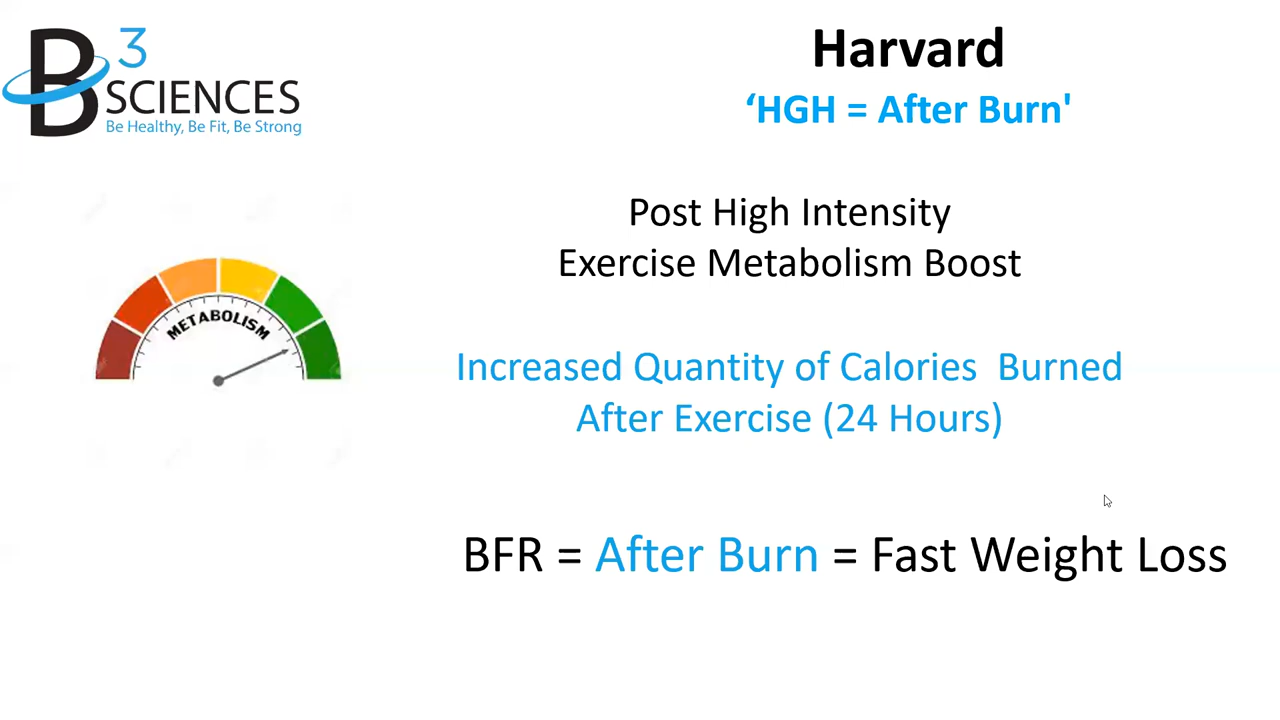 B 3
SCIENCES
Be Healthy, Be Fit, Be Strong
Harvard
‘HGH = After Burn'
Post High Intensity
Exercise Metabolism Boost
METABOLISM
Increased Quantity of Calories  Burned
After Exercise (24 Hours)
BFR = After Burn = Fast Weight Loss